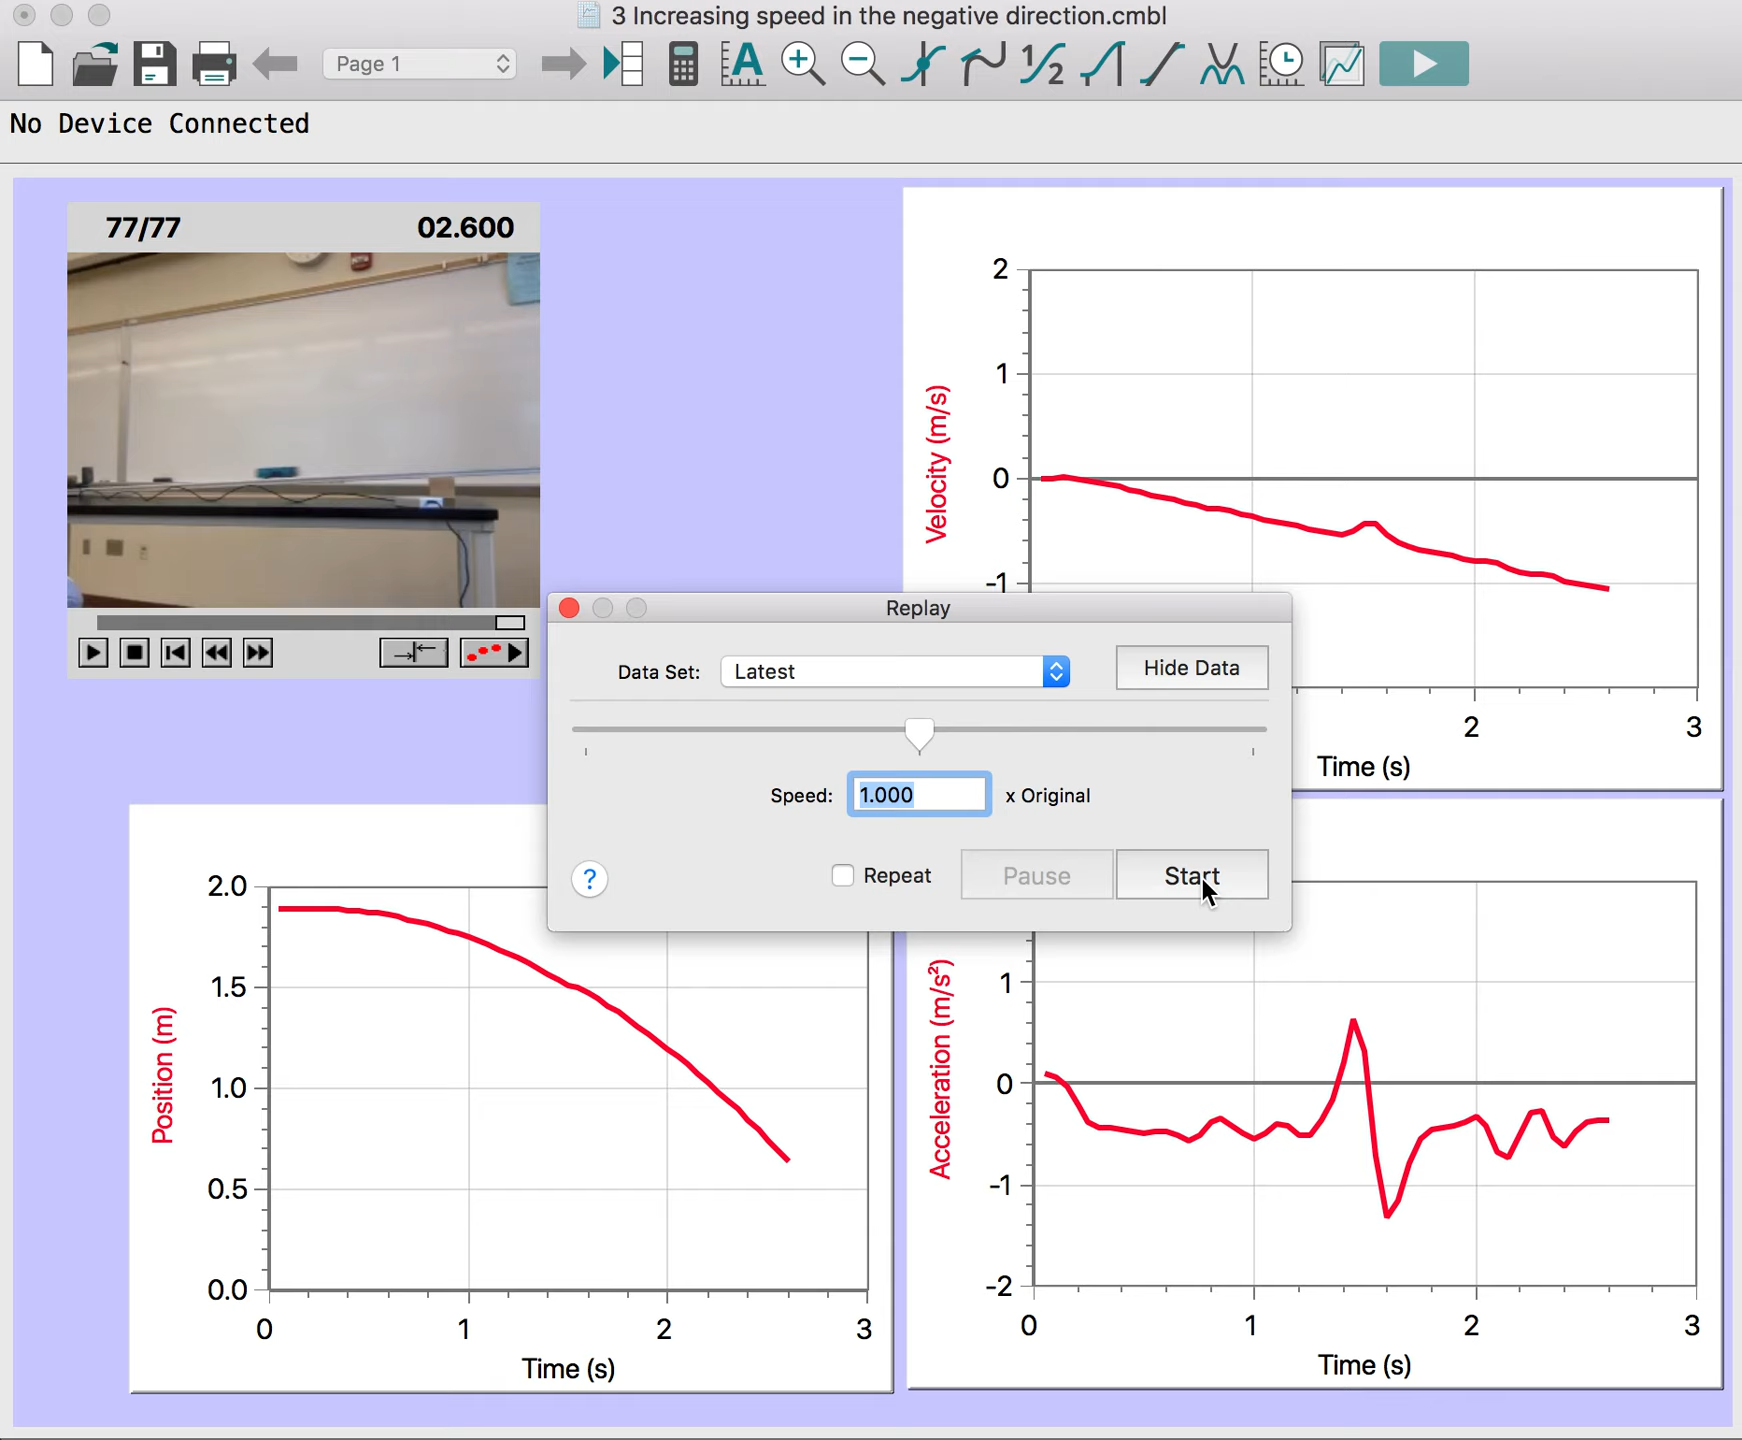 3 Increasing speed in the negative direction.cmbl
Page 1
A
1/2
No Device Connected
77/77 02.600
2
1
0
-1
Velocity (m/s)
2 3
Time (s)
Replay
Data Set: Latest Hide Data
Speed: 1.000 x Original
? Repeat Pause Start
2.0
1.5
1.0
0.5
0.0
Position (m)
0 1 2 3
Time (s)
1
0
-1
-2
Acceleration (m/s²)
0 1 2 3
Time (s)